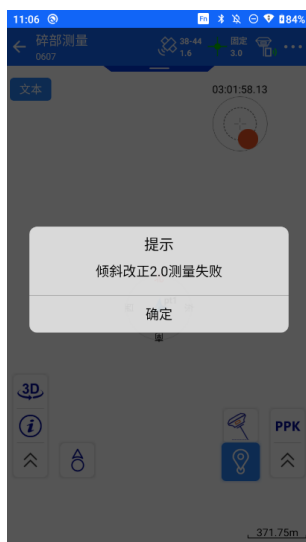 11:06
Fn
84%
碎部测量
0607
38-44
1.6
固定
3.0
文本
03:01:58.13
提示
倾斜改正2.0测量失败
确定
3D
i
PPK
371.75m